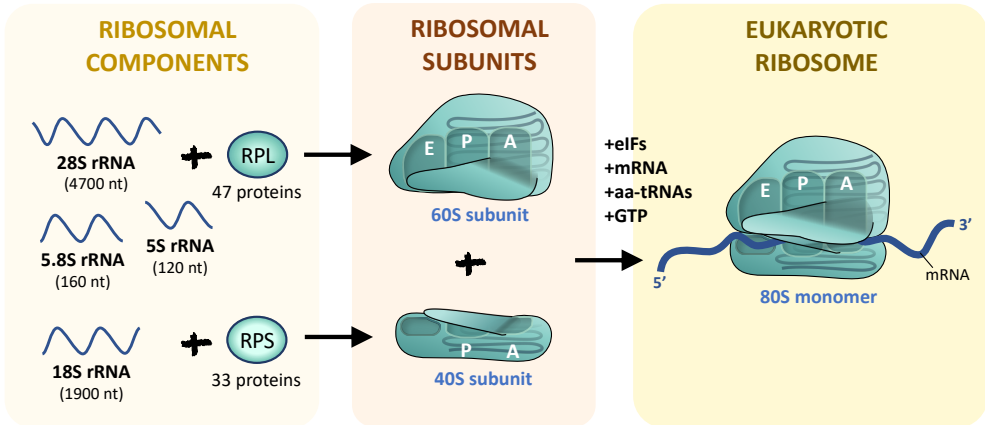 RIBOSOMAL
COMPONENTS
28S rRNA
(4700 nt)
RPL
47 proteins
5.8S rRNA
(160 nt)
5S rRNA
(120 nt)
18S rRNA
(1900 nt)
RPS
33 proteins
RIBOSOMAL
SUBUNITS
E P A
60S subunit
P A
40S subunit
+eIFs
+mRNA
+aa-tRNAs
+GTP
EUKARYOTIC
RIBOSOME
E P A
3’
5’
mRNA
80S monomer